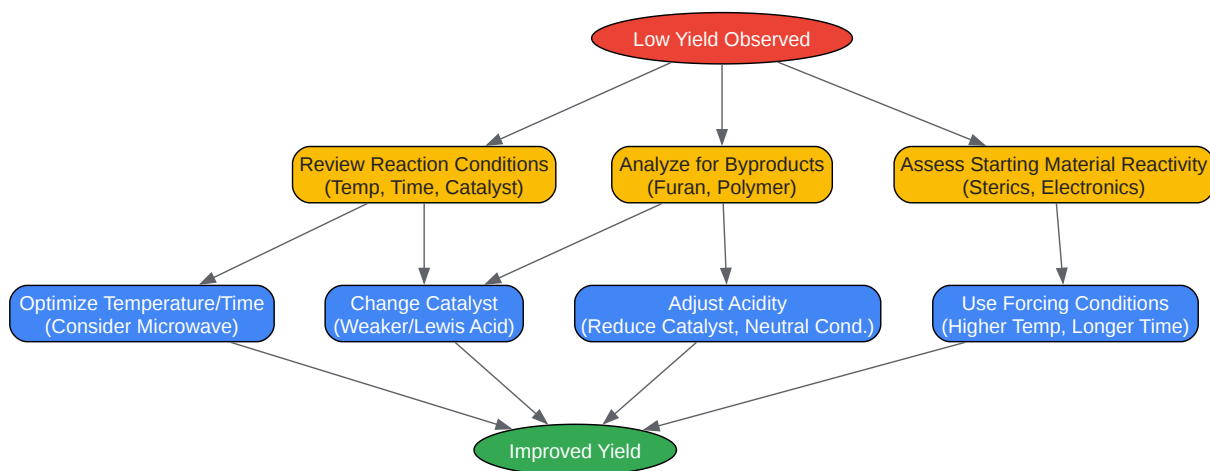 Low Yield Observed
Review Reaction Conditions
(Temp, Time, Catalyst)
Analyze for Byproducts
(Furan, Polymer)
Assess Starting Material Reactivity
(Sterics, Electronics)
Optimize Temperature/Time
(Consider Microwave)
Change Catalyst
(Weaker/Lewis Acid)
Adjust Acidity
(Reduce Catalyst, Neutral Cond.)
Use Forcing Conditions
(Higher Temp, Longer Time)
Improved Yield